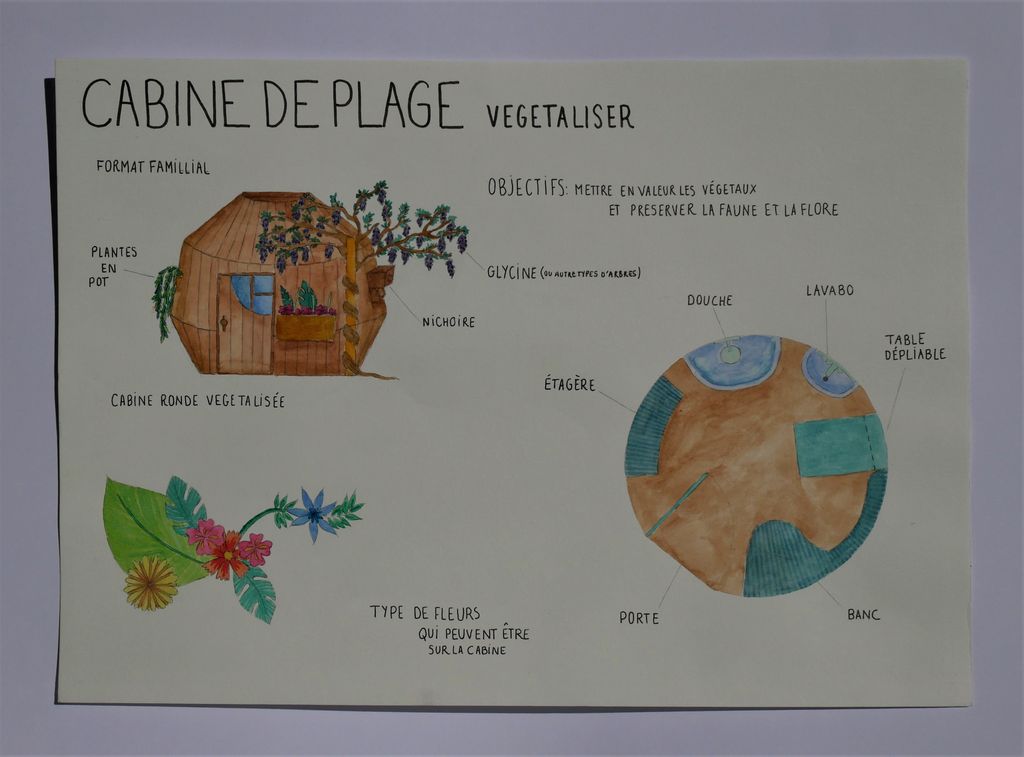 CABINE DE PLAGE VEGETALISER
FORMAT FAMILLIAL
OBJECTIFS: METTRE EN VALEUR LES VÉGETAUX
ET PRESERVER LA FAUNE ET LA FLORE
PLANTES
EN
POT
GLYCINE (OU AUTRE TYPES D'ARBRES)
NICHOIRE
CABINE RONDE VEGETALISÉE
DOUCHE
LAVABO
TABLE
DÉPLIABLE
ÉTAGÈRE
PORTE
BANC
TYPE DE FLEURS
QUI PEUVENT ÊTRE
SUR LA CABINE